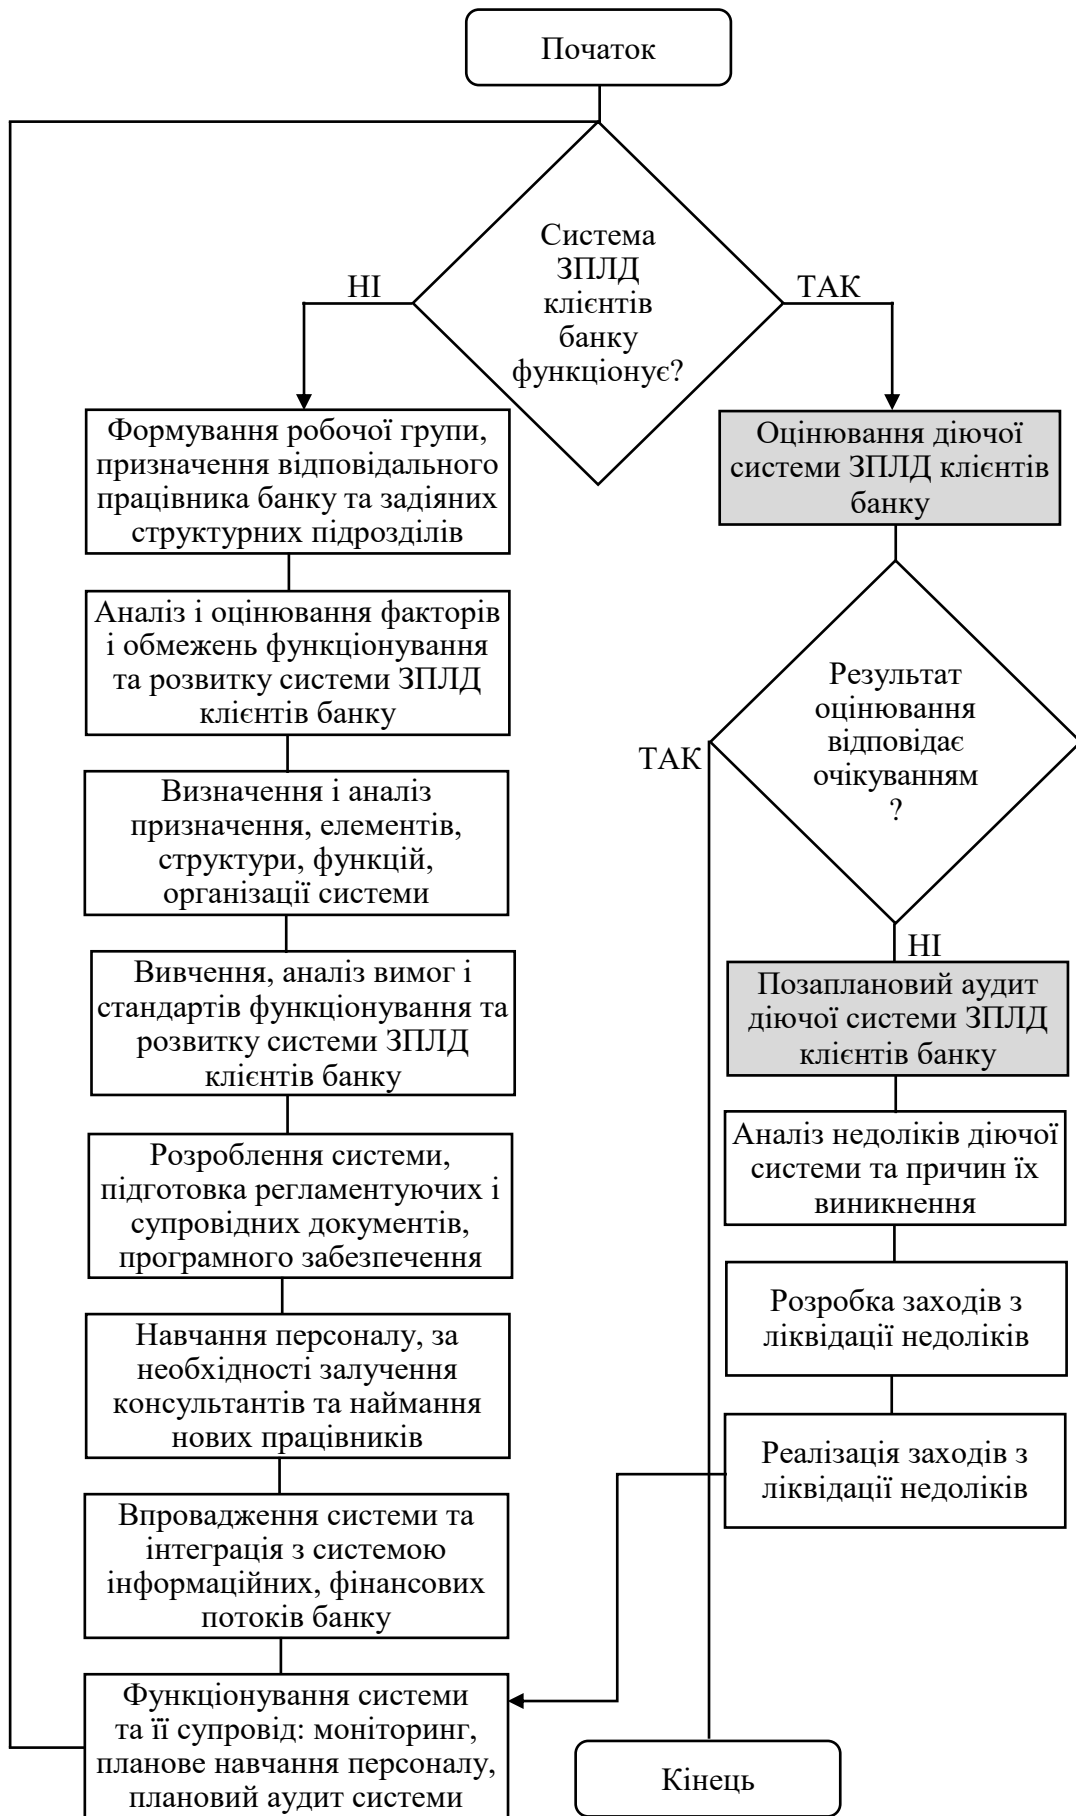 Початок
Система
ЗПЛД
клієнтів
банку
функціонує?
НІ
ТАК
Формування робочої групи,
призначення відповідального
працівника банку та задіяних
структурних підрозділів
Аналіз і оцінювання факторів
і обмежень функціонування
та розвитку системи ЗПЛД
клієнтів банку
Визначення і аналіз
призначення, елементів,
структури, функцій,
організації системи
Вивчення, аналіз вимог і
стандартів функціонування та
розвитку системи ЗПЛД
клієнтів банку
Розроблення системи,
підготовка регламентуючих і
супровідних документів,
програмного забезпечення
Навчання персоналу, за
необхідності залучення
консультантів та наймання
нових працівників
Впровадження системи та
інтеграція з системою
інформаційних, фінансових
потоків банку
Функціонування системи
та її супровід: моніторинг,
планове навчання персоналу,
плановий аудит системи
Оцінювання діючої
системи ЗПЛД клієнтів
банку
Результат
оцінювання
відповідає
очікуванням
?
ТАК
НІ
Позаплановий аудит
діючої системи ЗПЛД
клієнтів банку
Аналіз недоліків діючої
системи та причин їх
виникнення
Розробка заходів з
ліквідації недоліків
Реалізація заходів з
ліквідації недоліків
Кінець